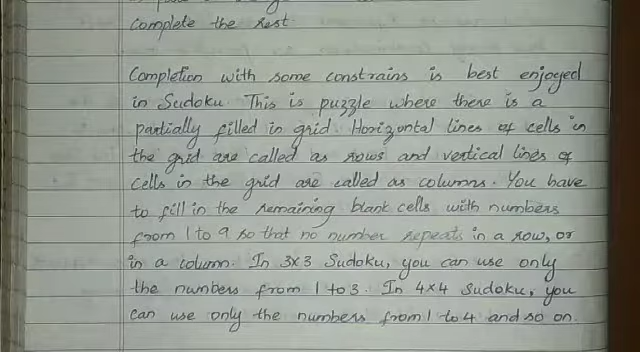 complete the rest
Completion with some constrains is best enjoyed
in Sudoku. This is puzzle where there is a
partially filled in grid. Horizontal lines of cells in
the grid are called as rows and vertical lines of
cells in the grid are called as columns. You have
to fill in the remaining blank cells with numbers
from 1 to 9 so that no number repeats in a row, or
in a column. In 3x3 Sudoku, you can use only
the numbers from 1 to 3. In 4x4 Sudoku, you
can use only the numbers from 1 to 4 and so on.